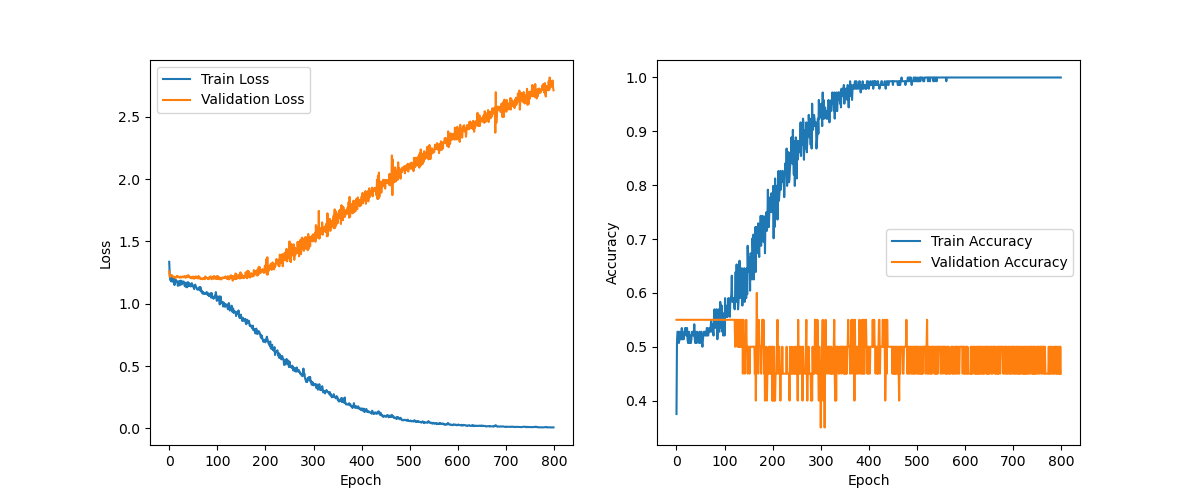 Train Loss
Validation Loss
2.5
2.0
1.5
1.0
0.5
0.0
Loss
0 100 200 300 400 500 600 700 800
Epoch
1.0
0.9
0.8
0.7
0.6
0.5
0.4
Accuracy
Train Accuracy
Validation Accuracy
0 100 200 300 400 500 600 700 800
Epoch